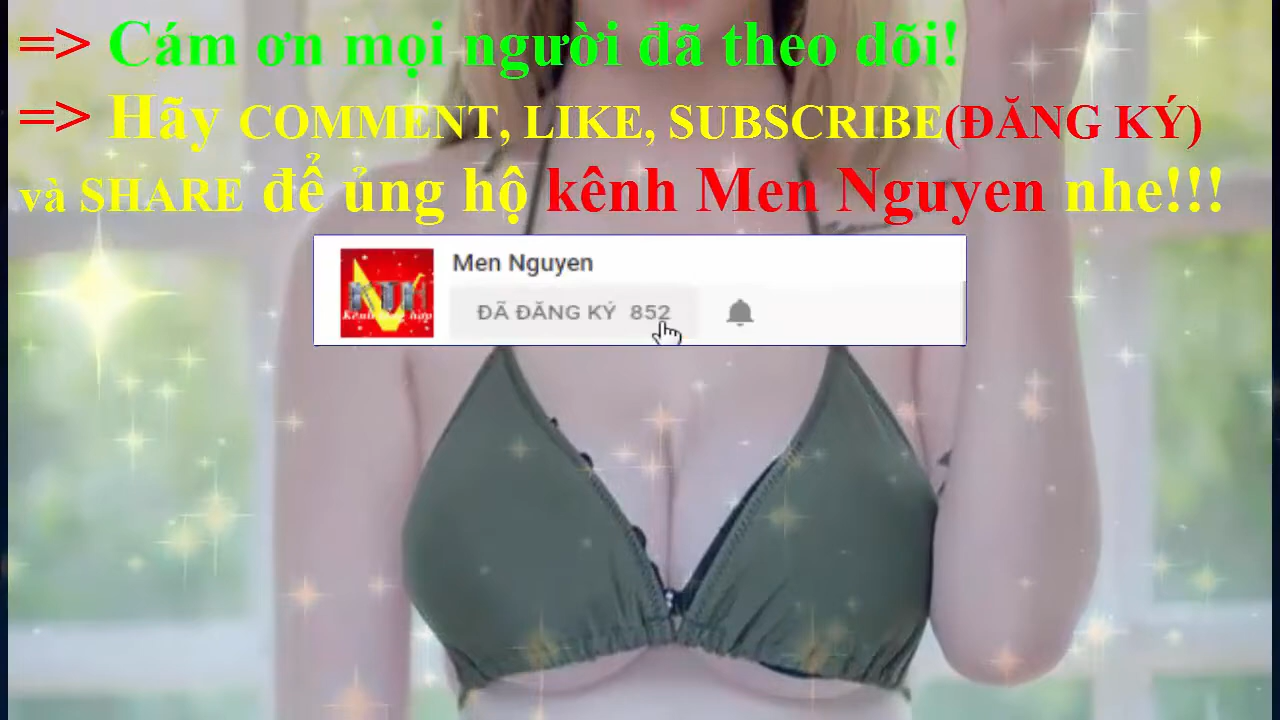 => Cám ơn mọi người đã theo dõi!
=> Hãy COMMENT, LIKE, SUBSCRIBE(ĐĂNG KÝ)
và SHARE để ủng hộ kênh Men Nguyen nhe!!!
Men Nguyen
ĐÃ ĐĂNG KÝ 852